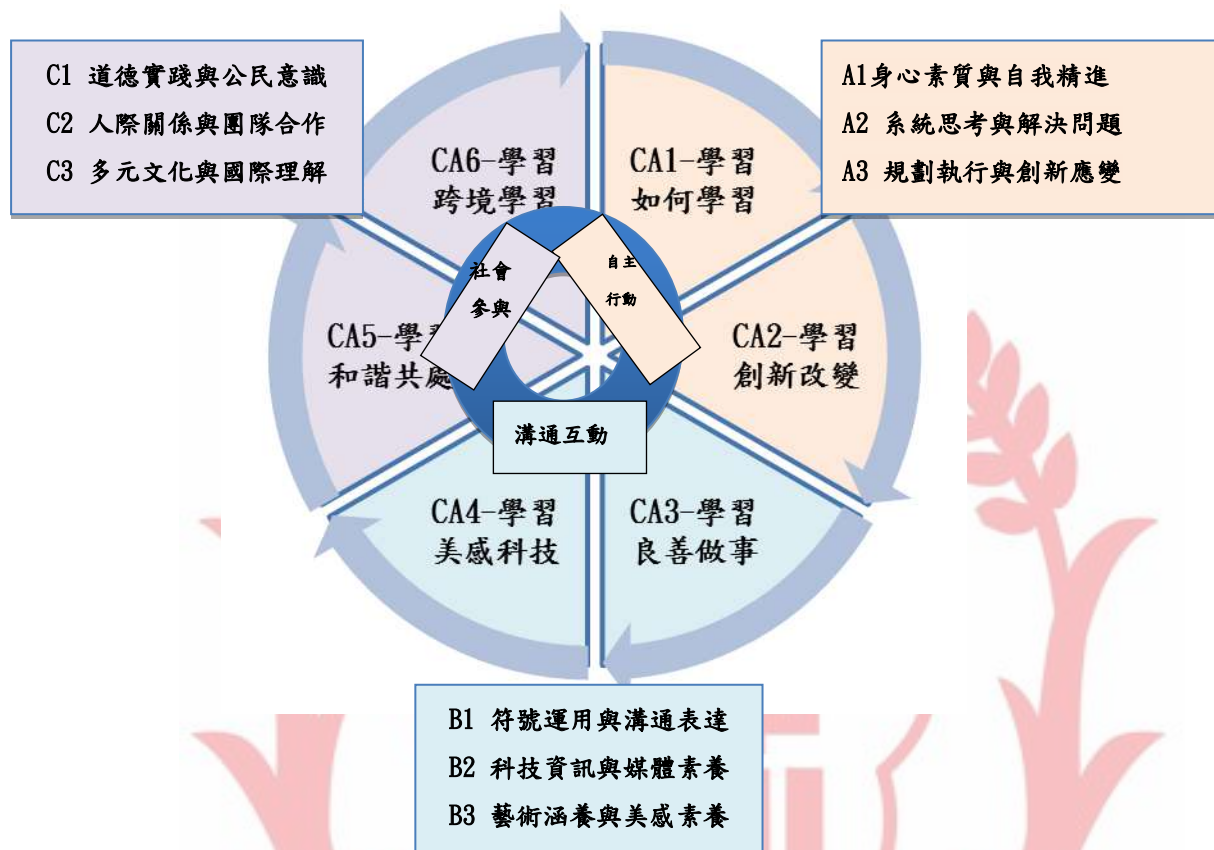 C1 道德實踐與公民意識
C2 人際關係與團隊合作
C3 多元文化與國際理解
A1身心素質與自我精進
A2 系統思考與解決問題
A3 規劃執行與創新應變
CA6-學習
跨境學習
CA1-學習
如何學習
社會
參與
自主
行動
CA5-學習
和諧共處
CA2-學習
創新改變
溝通互動
CA4-學習
美感科技
CA3-學習
良善做事
B1 符號運用與溝通表達
B2 科技資訊與媒體素養
B3 藝術涵養與美感素養